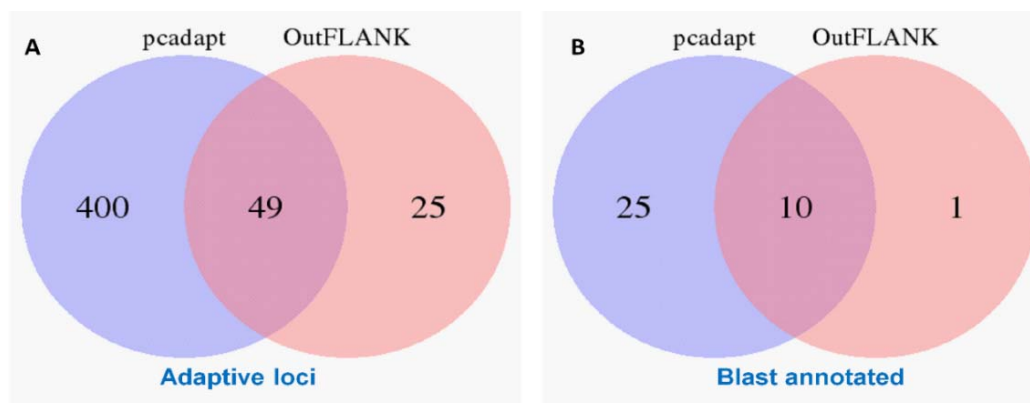 A
pcadapt OutFLANK
400 49 25
Adaptive loci
B
pcadapt OutFLANK
25 10 1
Blast annotated